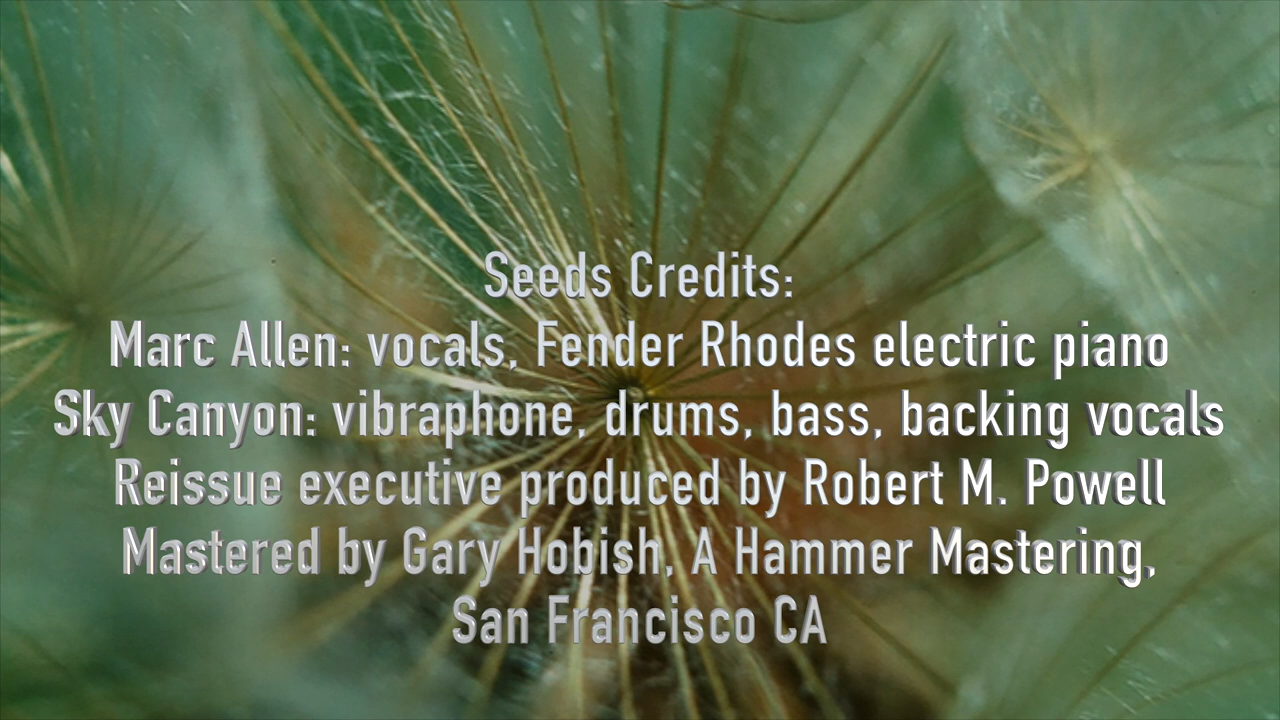 Seeds Credits:
Marc Allen: vocals, Fender Rhodes electric piano
Sky Canyon: vibraphone, drums, bass, backing vocals
Reissue executive produced by Robert M. Powell
Mastered by Gary Hobish, A Hammer Mastering,
San Francisco CA